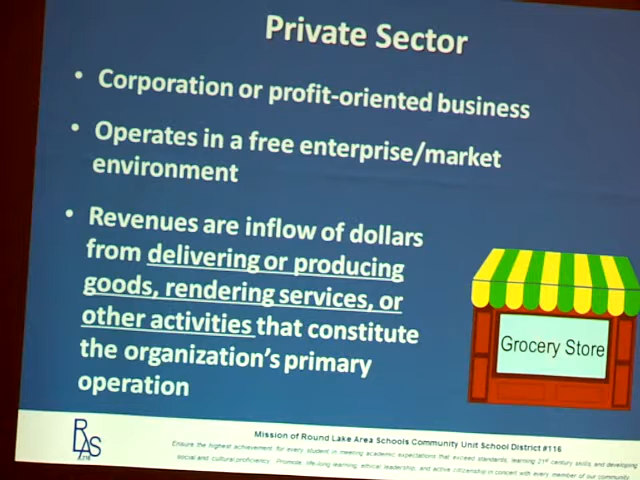 Private Sector
• Corporation or profit-oriented business
• Operates in a free enterprise/market
environment
• Revenues are inflow of dollars
from delivering or producing
goods, rendering services, or
other activities that constitute
the organization's primary
operation
Grocery Store
RLAS
116
Mission of Round Lake Area Schools Community Unit School District #116
Ensure the highest achievement for every student in meeting academic expectations that exceed standards, learning 21st century skills, and developing
social and cultural proficiency. Promote life-long learning, ethical leadership, and active citizenship in concert with every member of our community.